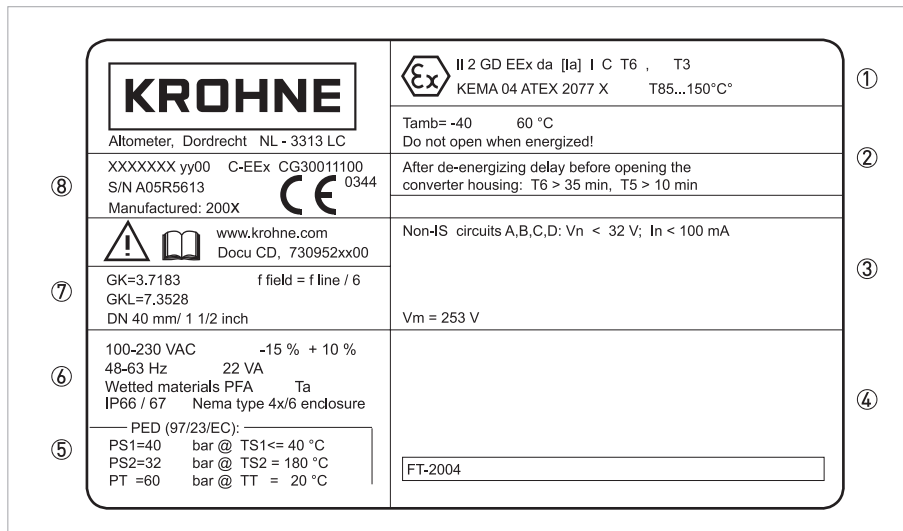 KROHNE
Altometer, Dordrecht NL - 3313 LC
Ex
II 2 GD EEx da [Ia] I C T6 , T3
KEMA 04 ATEX 2077 X T85...150°C°
①
Tamb= -40 60 °C
Do not open when energized!
After de-energizing delay before opening the
converter housing: T6 > 35 min, T5 > 10 min
②
⑧
XXXXXXX yy00 C-EEx CG30011100
S/N A05R5613 CE 0344
Manufactured: 200X
www.krohne.com
Docu CD, 730952xx00
Non-IS circuits A,B,C,D: Vn < 32 V; In < 100 mA
Vm = 253 V
③
⑦
GK=3.7183 f field = f line / 6
GKL=7.3528
DN 40 mm/ 1 1/2 inch
⑥
100-230 VAC -15 % + 10 %
48-63 Hz 22 VA
Wetted materials PFA Ta
IP66 / 67 Nema type 4x/6 enclosure
④
⑤
PED (97/23/EC):
PS1=40 bar @ TS1<= 40 °C
PS2=32 bar @ TS2 = 180 °C
PT =60 bar @ TT = 20 °C
FT-2004